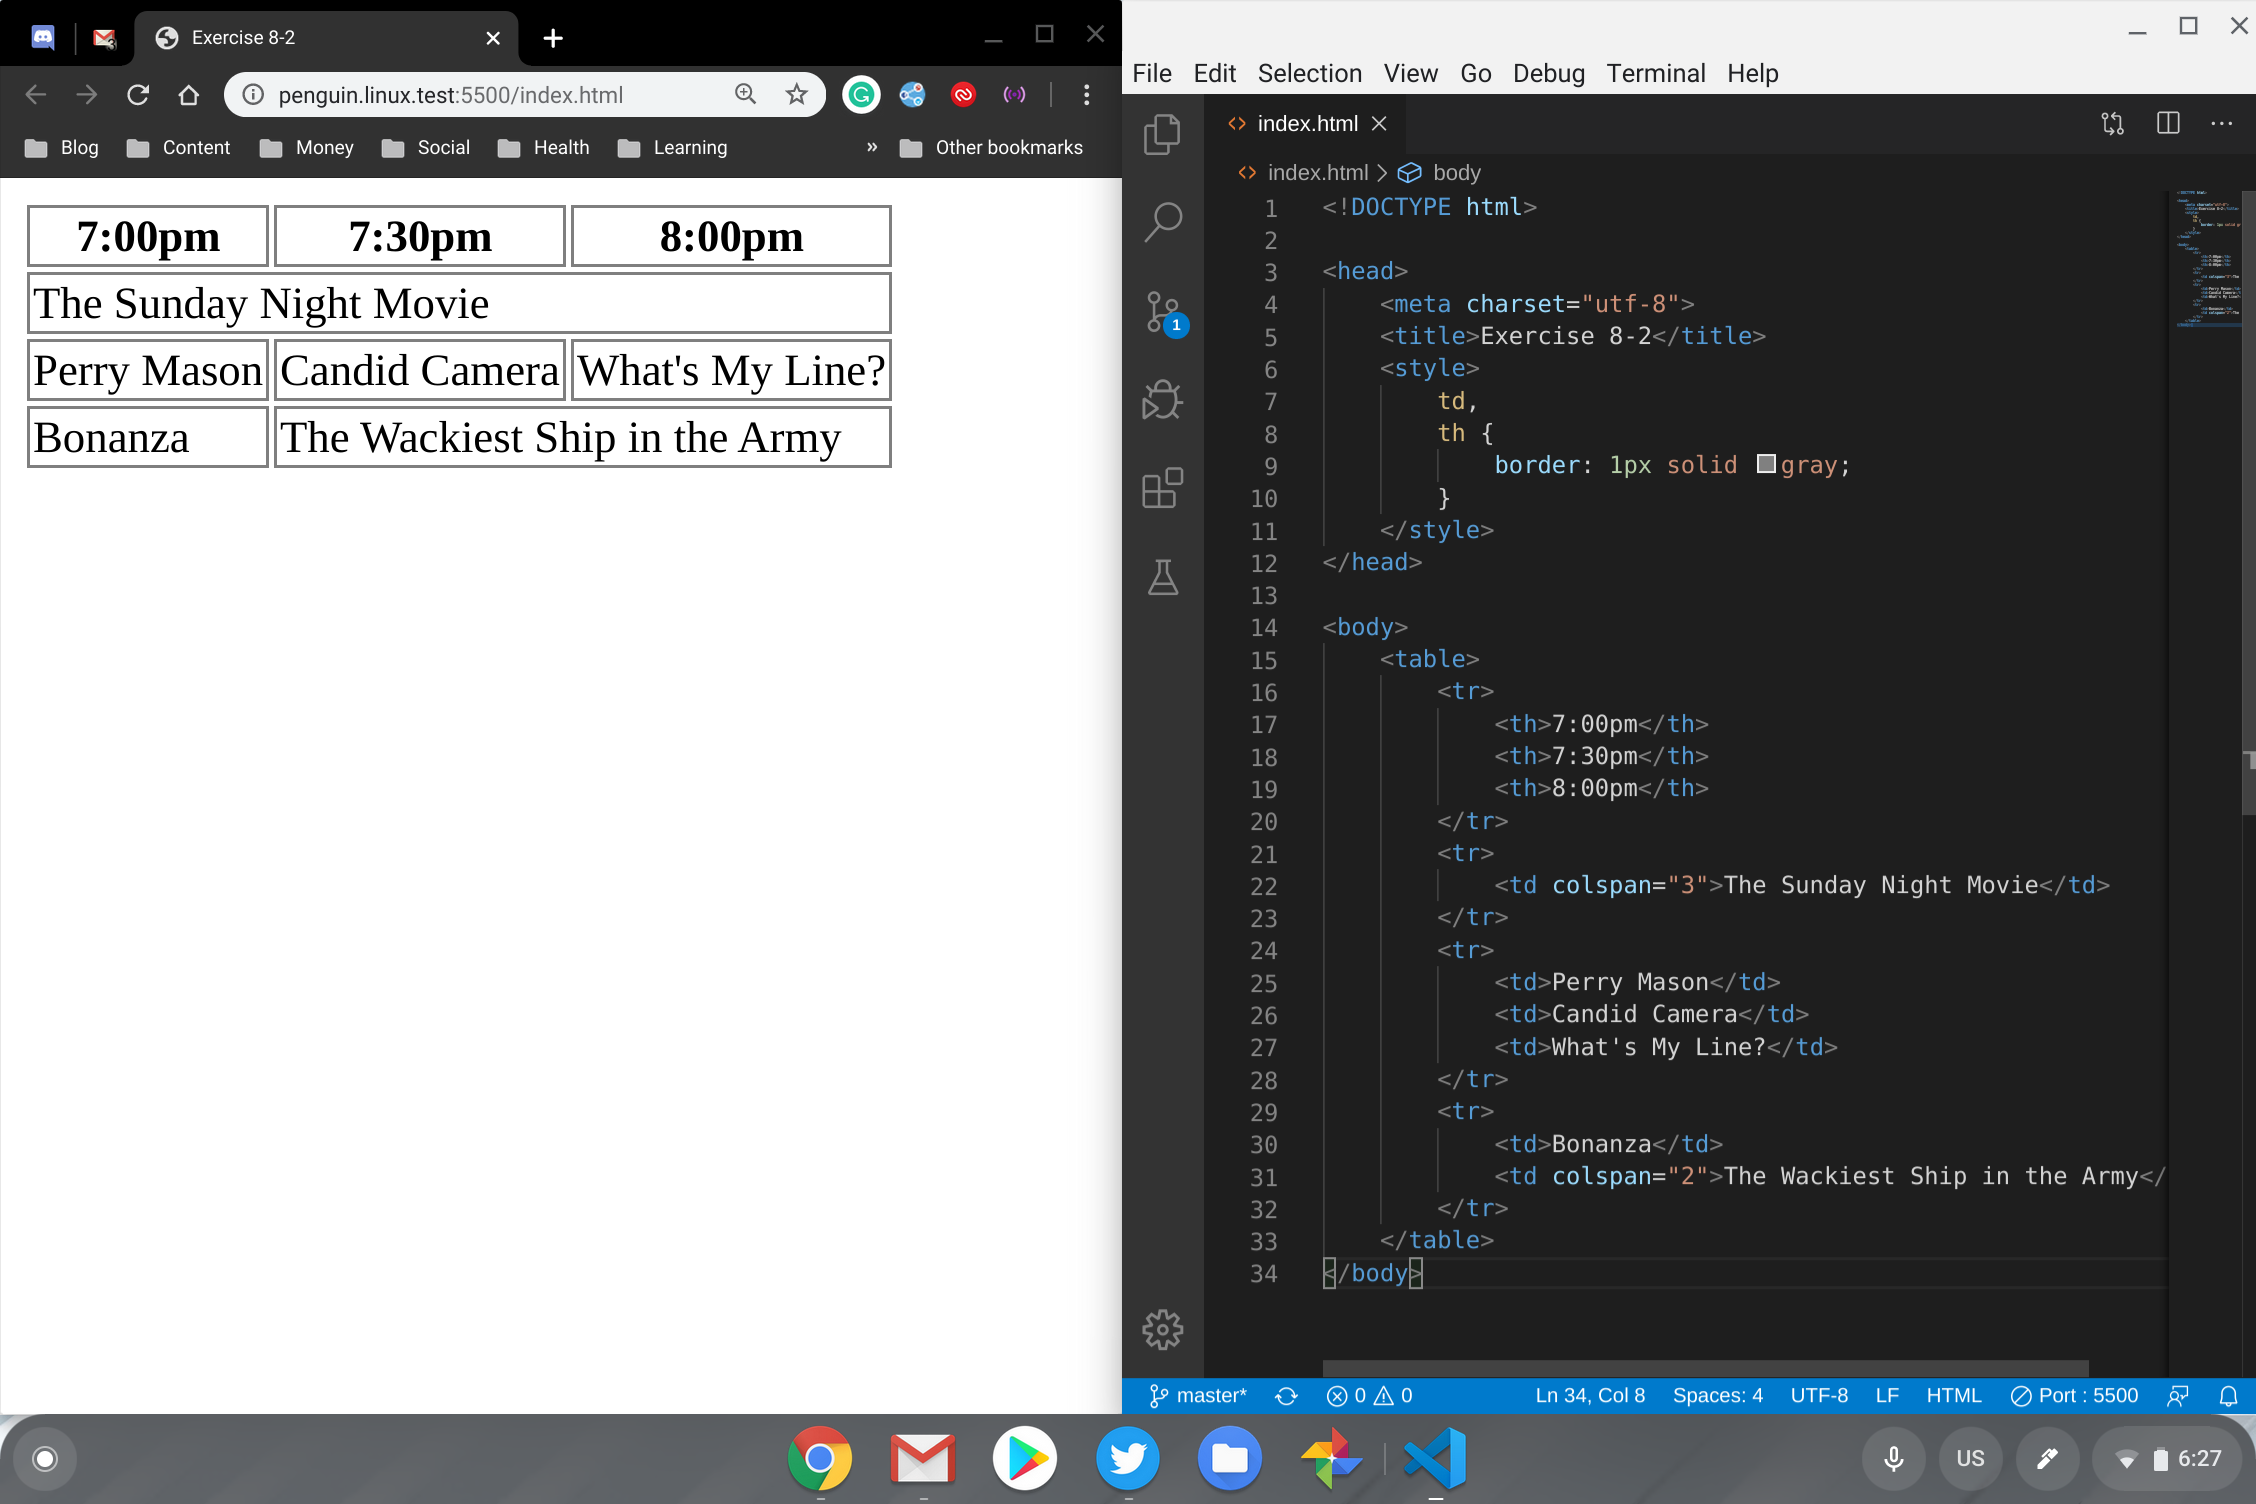 Exercise 8-2
penguin.linux.test:5500/index.html
Blog Content Money Social Health Learning » Other bookmarks
7:00pm 7:30pm 8:00pm
The Sunday Night Movie
Perry Mason Candid Camera What's My Line?
Bonanza The Wackiest Ship in the Army
File Edit Selection View Go Debug Terminal Help
index.html
index.html > body
1 <!DOCTYPE html>
2
3 <head>
4 <meta charset="utf-8">
5 <title>Exercise 8-2</title>
6 <style>
7 td,
8 th {
9 border: 1px solid gray;
10 }
11 </style>
12 </head>
13
14 <body>
15 <table>
16 <tr>
17 <th>7:00pm</th>
18 <th>7:30pm</th>
19 <th>8:00pm</th>
20 </tr>
21 <tr>
22 <td colspan="3">The Sunday Night Movie</td>
23 </tr>
24 <tr>
25 <td>Perry Mason</td>
26 <td>Candid Camera</td>
27 <td>What's My Line?</td>
28 </tr>
29 <tr>
30 <td>Bonanza</td>
31 <td colspan="2">The Wackiest Ship in the Army</
32 </tr>
33 </table>
34 </body>
1
master* 0 0 Ln 34, Col 8 Spaces: 4 UTF-8 LF HTML Port : 5500
US 6:27